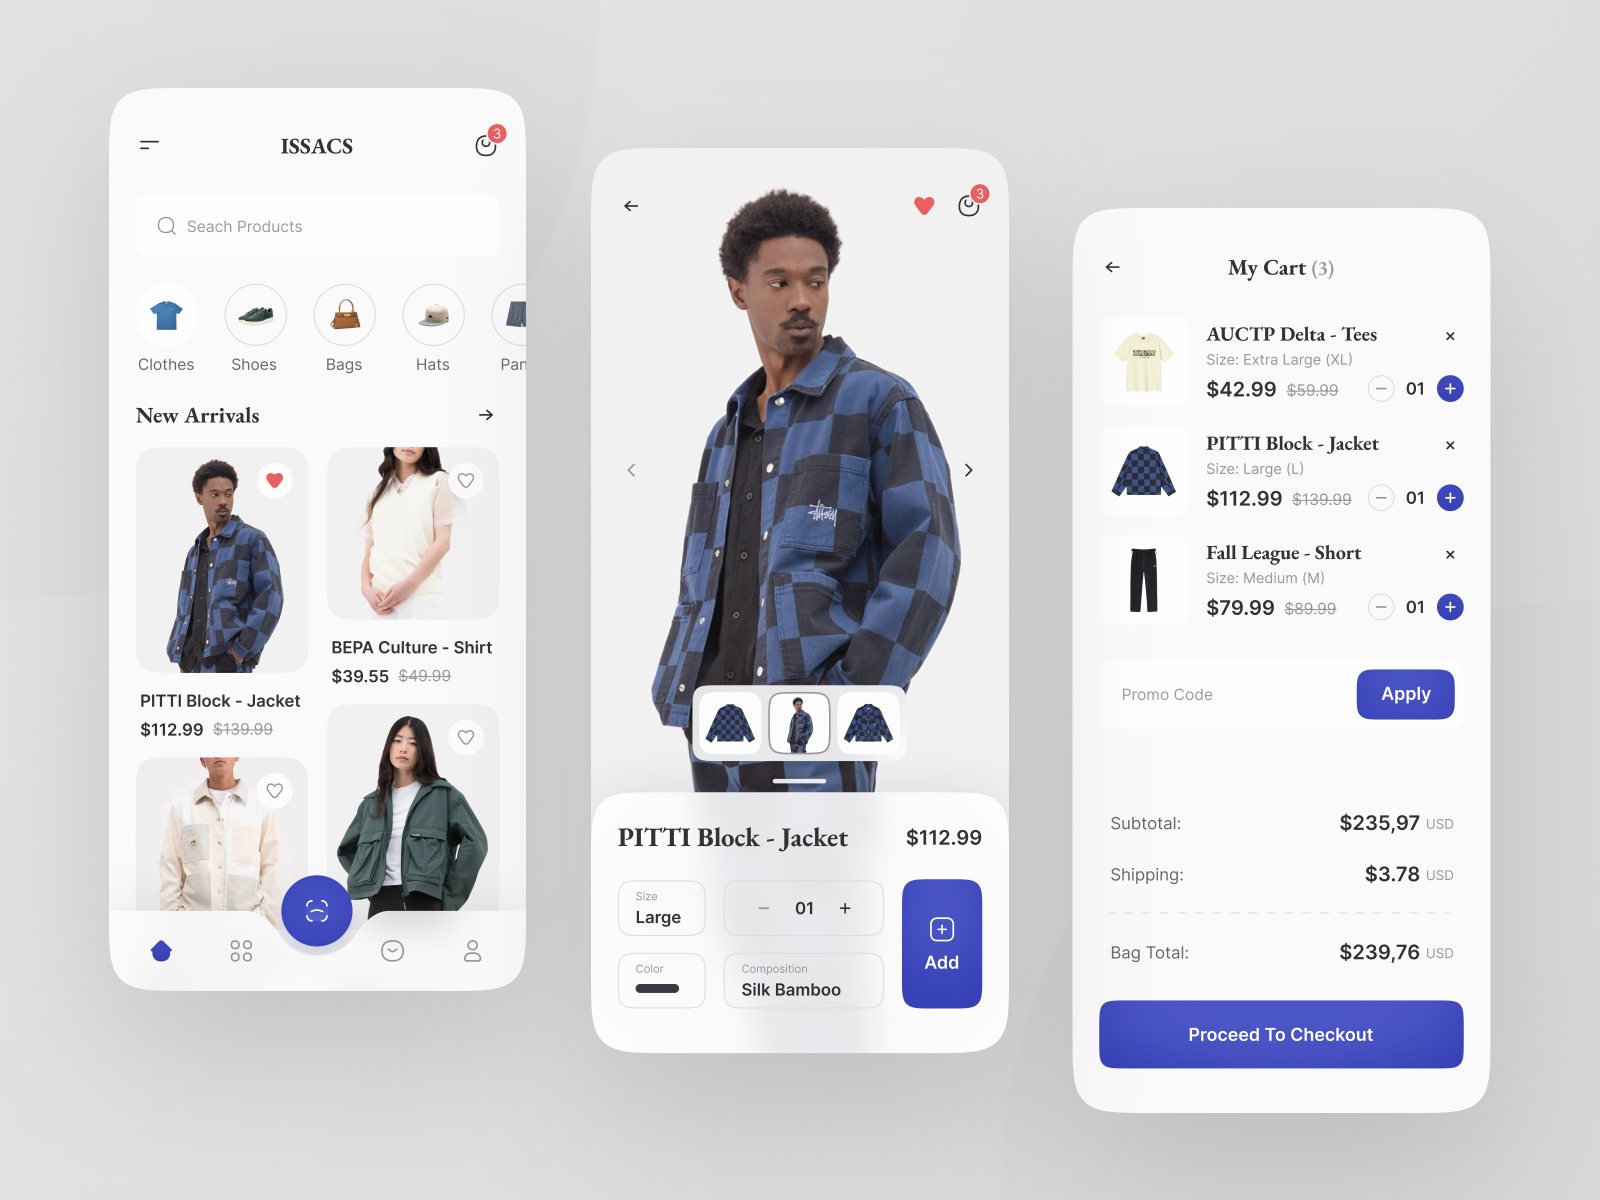 ISSACS
3
Seach Products
Clothes
Shoes
Bags
Hats
Pan
New Arrivals
PITTI Block - Jacket
$112.99 $139.99
BEPA Culture - Shirt
$39.55 $49.99
3
PITTI Block - Jacket
$112.99
Size
Large
01
Color
Composition
Silk Bamboo
Add
My Cart (3)
AUCTP Delta - Tees
Size: Extra Large (XL)
$42.99 $59.99
01
PITTI Block - Jacket
Size: Large (L)
$112.99 $139.99
01
Fall League - Short
Size: Medium (M)
$79.99 $89.99
01
Promo Code
Apply
Subtotal:
$235,97 USD
Shipping:
$3.78 USD
Bag Total:
$239,76 USD
Proceed To Checkout